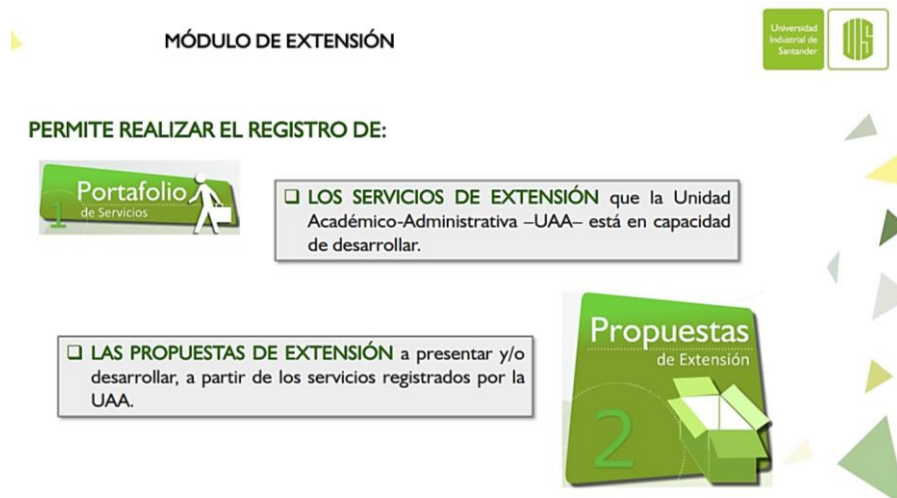 MÓDULO DE EXTENSIÓN
Universidad
Industrial de
Santander
UIS
PERMITE REALIZAR EL REGISTRO DE:
1
Portafolio
de Servicios
❑ LOS SERVICIOS DE EXTENSIÓN que la Unidad
Académico-Administrativa –UAA– está en capacidad
de desarrollar.
❑ LAS PROPUESTAS DE EXTENSIÓN a presentar y/o
desarrollar, a partir de los servicios registrados por la
UAA.
Propuestas
de Extensión
2